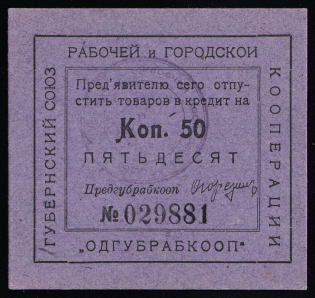 РАБОЧЕЙ и ГОРОДСКОЙ
ГУБЕРНСКИЙ СОЮЗ
КООПЕРАЦИИ
Пред'явителю сего отпу-
стить товаров в кредит на
Коп. 50
ПЯТЬДЕСЯТ
Предгубрабкооп
№ 029881
„ОДГУБРАБКООП"